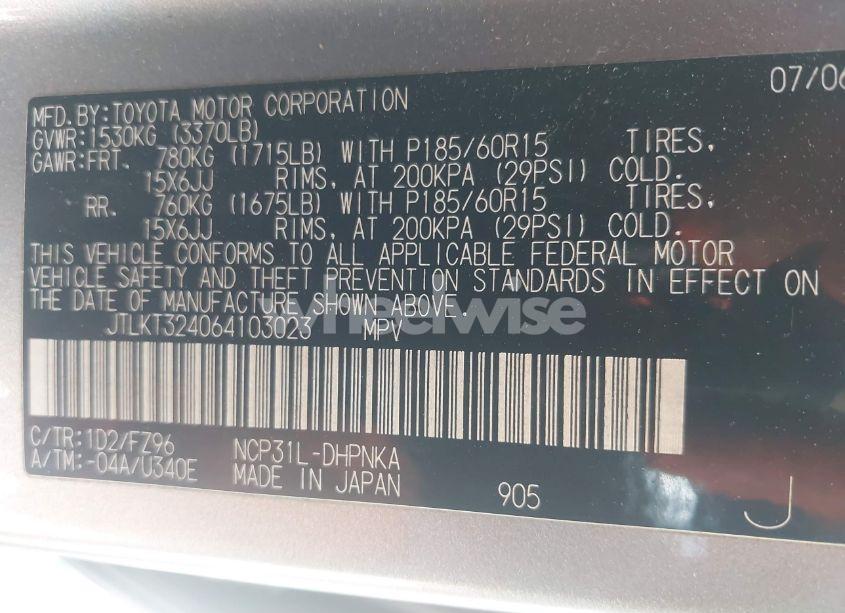 07/06
MFD.BY:TOYOTA MOTOR CORPORATION
GVWR:1530KG (3370LB)
GAWR:FRT. 780KG (1715LB) WITH P185/60R15 TIRES,
15X6JJ RIMS, AT 200KPA (29PSI) COLD.
RR. 760KG (1675LB) WITH P185/60R15 TIRES,
15X6JJ RIMS, AT 200KPA (29PSI) COLD.
THIS VEHICLE CONFORMS TO ALL APPLICABLE FEDERAL MOTOR
VEHICLE SAFETY AND THEFT PREVENTION STANDARDS IN EFFECT ON
THE DATE OF MANUFACTURE SHOWN ABOVE.
wheelwise
JTLKT324064103023 MPV
C/TR:1D2/FZ96 NCP31L-DHPNKA
A/TM:-04A/U340E MADE IN JAPAN
905
J